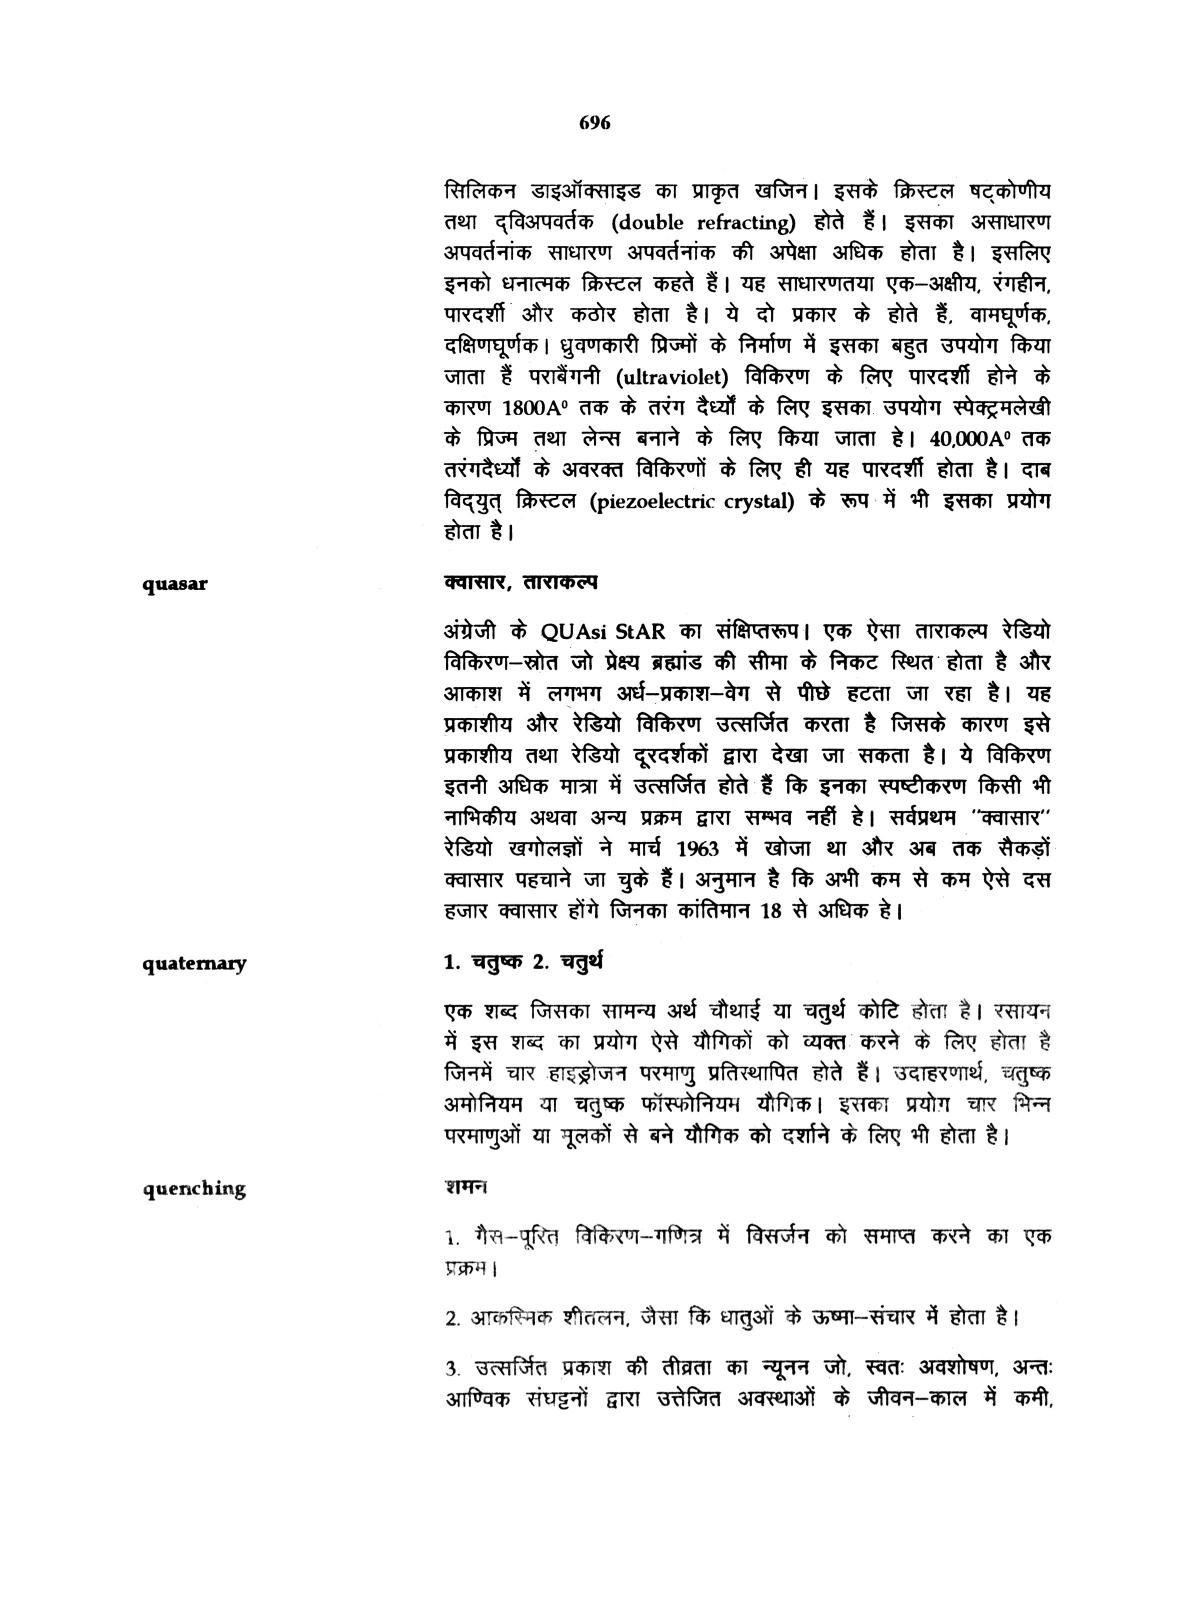 696
सिलिकन डाइऑक्साइड का प्राकृत खजिन। इसके क्रिस्टल षट्कोणीय
तथा द्विअपवर्तक (double refracting) होते हैं। इसका असाधारण
अपवर्तनांक साधारण अपवर्तनांक की अपेक्षा अधिक होता है। इसलिए
इनको धनात्मक क्रिस्टल कहते हैं। यह साधारणतया एक–अक्षीय, रंगहीन,
पारदर्शी और कठोर होता है। ये दो प्रकार के होते हैं, वामघूर्णक,
दक्षिणघूर्णक। ध्रुवणकारी प्रिज्मों के निर्माण में इसका बहुत उपयोग किया
जाता हैं पराबैंगनी (ultraviolet) विकिरण के लिए पारदर्शी होने के
कारण 1800A⁰ तक के तरंग दैर्ध्यों के लिए इसका उपयोग स्पेक्ट्रमलेखी
के प्रिज्म तथा लेन्स बनाने के लिए किया जाता हे। 40,000A⁰ तक
तरंगदैर्ध्यों के अवरक्त विकिरणों के लिए ही यह पारदर्शी होता है। दाब
विद्युत् क्रिस्टल (piezoelectric crystal) के रूप में भी इसका प्रयोग
होता है।
quasar क्वासार, ताराकल्प
अंग्रेजी के QUAsi StAR का संक्षिप्तरूप। एक ऐसा ताराकल्प रेडियो
विकिरण–स्रोत जो प्रेक्ष्य ब्रह्मांड की सीमा के निकट स्थित होता है और
आकाश में लगभग अर्ध–प्रकाश–वेग से पीछे हटता जा रहा है। यह
प्रकाशीय और रेडियो विकिरण उत्सर्जित करता है जिसके कारण इसे
प्रकाशीय तथा रेडियो दूरदर्शकों द्वारा देखा जा सकता है। ये विकिरण
इतनी अधिक मात्रा में उत्सर्जित होते हैं कि इनका स्पष्टीकरण किसी भी
नाभिकीय अथवा अन्य प्रक्रम द्वारा सम्भव नहीं हे। सर्वप्रथम "क्वासार"
रेडियो खगोलज्ञों ने मार्च 1963 में खोजा था और अब तक सैकड़ों
क्वासार पहचाने जा चुके हैं। अनुमान है कि अभी कम से कम ऐसे दस
हजार क्वासार होंगे जिनका कांतिमान 18 से अधिक हे।
quaternary 1. चतुष्क 2. चतुर्थ
एक शब्द जिसका सामन्य अर्थ चौथाई या चतुर्थ कोटि होता है। रसायन
में इस शब्द का प्रयोग ऐसे यौगिकों को व्यक्त करने के लिए होता है
जिनमें चार हाइड्रोजन परमाणु प्रतिस्थापित होते हैं। उदाहरणार्थ, चतुष्क
अमोनियम या चतुष्क फॉस्फोनियम यौगिक। इसका प्रयोग चार भिन्न
परमाणुओं या मूलकों से बने यौगिक को दर्शाने के लिए भी होता है।
quenching शमन
1. गैस–पूरित विकिरण–गणित्र में विसर्जन को समाप्त करने का एक
प्रक्रम।
2. आकस्मिक शीतलन, जैसा कि धातुओं के ऊष्मा–संचार में होता है।
3. उत्सर्जित प्रकाश की तीव्रता का न्यूनन जो, स्वतः अवशोषण, अन्तः
आण्विक संघट्टनों द्वारा उत्तेजित अवस्थाओं के जीवन–काल में कमी,